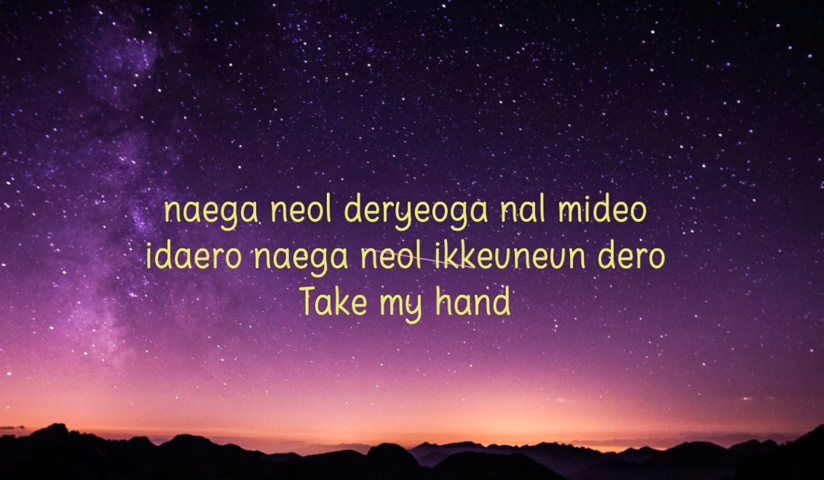 naega neol deryeoga nal mideo
idaero naega neol ikkeuneun dero
Take my hand